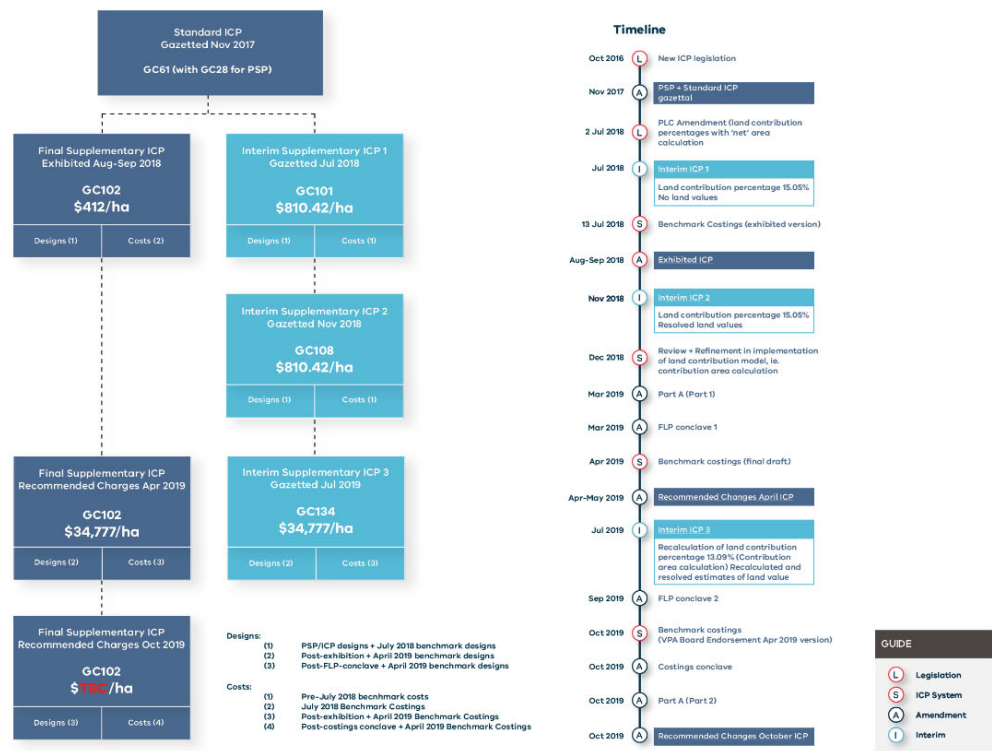 Standard ICP
Gazetted Nov 2017
GC61 (with GC28 for PSP)
Final Supplementary ICP
Exhibited Aug-Sep 2018
GC102
$412/ha
Designs (1)
Costs (2)
Interim Supplementary ICP 1
Gazetted Jul 2018
GC101
$810.42/ha
Designs (1)
Costs (1)
Interim Supplementary ICP 2
Gazetted Nov 2018
GC108
$810.42/ha
Designs (1)
Costs (1)
Final Supplementary ICP
Recommended Charges Apr 2019
GC102
$34,777/ha
Designs (2)
Costs (3)
Interim Supplementary ICP 3
Gazetted Jul 2019
GC134
$34,777/ha
Designs (2)
Costs (3)
Final Supplementary ICP
Recommended Charges Oct 2019
GC102
$TBC/ha
Designs (3)
Costs (4)
Designs:
(1) PSP/ICP designs + July 2018 benchmark designs
(2) Post-exhibition + April 2019 benchmark designs
(3) Post-FLP-conclave + April 2019 benchmark designs
Costs:
(1) Pre-July 2018 becnhmark costs
(2) July 2018 Benchmark Costings
(3) Post-exhibition + April 2019 Benchmark Costings
(4) Post-costings conclave + April 2019 Benchmark Costings
Timeline
Oct 2016 L New ICP legislation
Nov 2017 A PSP + Standard ICP
gazettal
2 Jul 2018 L PLC Amendment (land contribution
percentages with 'net' area
calculation
Jul 2018 I Interim ICP 1
Land contribution percentage 15.05%
No land values
13 Jul 2018 S Benchmark Costings (exhibited version)
Aug-Sep 2018 A Exhibited ICP
Nov 2018 I Interim ICP 2
Land contribution percentage 15.05%
Resolved land values
Dec 2018 S Review + Refinement in implementation
of land contribution model, ie.
contribution area calculation
Mar 2019 A Part A (Part 1)
Mar 2019 A FLP conclave 1
Apr 2019 S Benchmark costings (final draft)
Apr-May 2019 A Recommended Changes April ICP
Jul 2019 I Interim ICP 3
Recalculation of land contribution
percentage 13.09% (Contribution
area calculation) Recalculated and
resolved estimates of land value
Sep 2019 A FLP conclave 2
Oct 2019 S Benchmark costings
(VPA Board Endorsement Apr 2019 version)
Oct 2019 A Costings conclave
Oct 2019 A Part A (Part 2)
Oct 2019 A Recommended Changes October ICP
GUIDE
L Legislation
S ICP System
A Amendment
I Interim